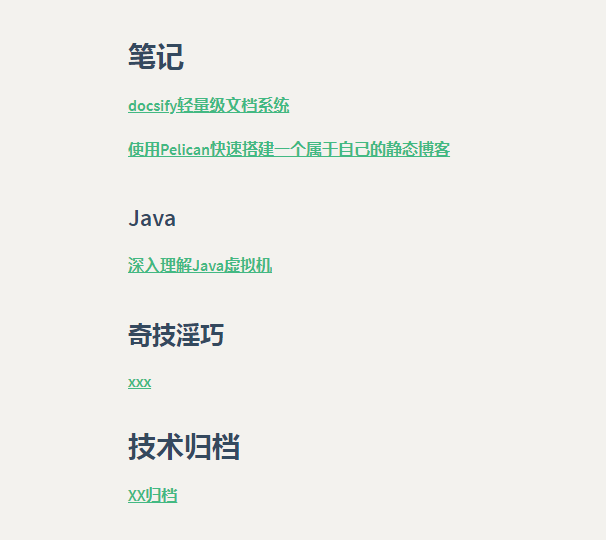 笔记
docsify轻量级文档系统
使用Pelican快速搭建一个属于自己的静态博客
Java
深入理解Java虚拟机
奇技淫巧
xxx
技术归档
XX归档